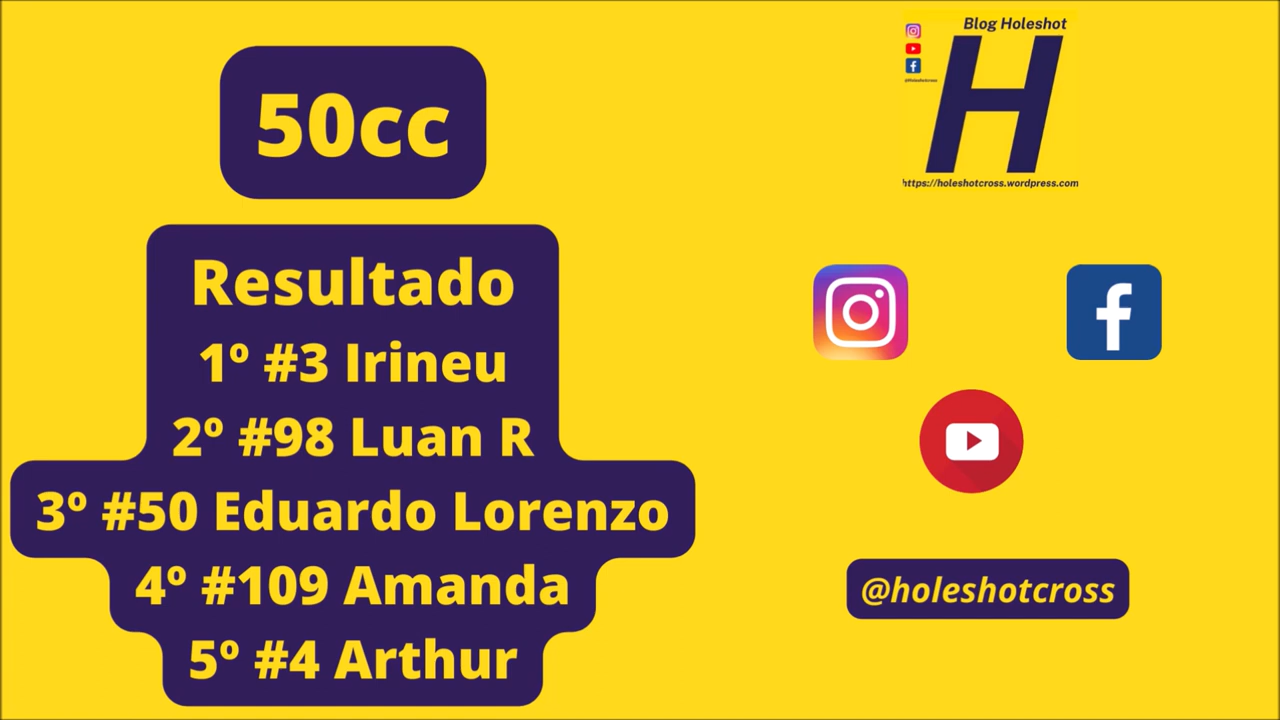 50cc
Resultado
1º #3 Irineu
2º #98 Luan R
3º #50 Eduardo Lorenzo
4º #109 Amanda
5º #4 Arthur
Blog Holeshot
@holeshotcross
H
https://holeshotcross.wordpress.com
@holeshotcross